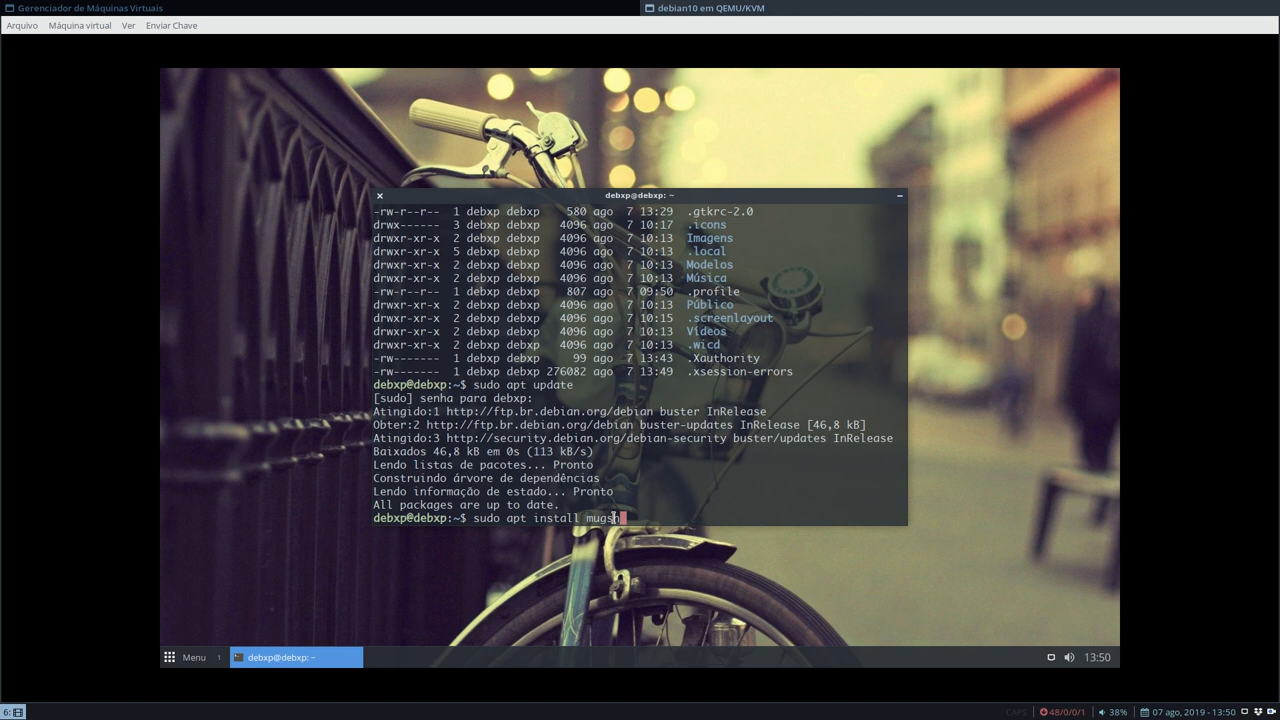 Gerenciador de Máquinas Virtuais
debian10 em QEMU/KVM
Arquivo Máquina virtual Ver Enviar Chave
debxp@debxp: ~
-rw-r--r-- 1 debxp debxp 580 ago 7 13:29 .gtkrc-2.0
drwx------ 3 debxp debxp 4096 ago 7 10:17 .icons
drwxr-xr-x 2 debxp debxp 4096 ago 7 10:13 Imagens
drwxr-xr-x 5 debxp debxp 4096 ago 7 10:13 .local
drwxr-xr-x 2 debxp debxp 4096 ago 7 10:13 Modelos
drwxr-xr-x 2 debxp debxp 4096 ago 7 10:13 Música
-rw-r--r-- 1 debxp debxp 807 ago 7 09:50 .profile
drwxr-xr-x 2 debxp debxp 4096 ago 7 10:13 Público
drwxr-xr-x 2 debxp debxp 4096 ago 7 10:15 .screenlayout
drwxr-xr-x 2 debxp debxp 4096 ago 7 10:13 Vídeos
drwxr-xr-x 2 debxp debxp 4096 ago 7 10:13 .wicd
-rw------- 1 debxp debxp 99 ago 7 13:43 .Xauthority
-rw------- 1 debxp debxp 276082 ago 7 13:49 .xsession-errors
debxp@debxp:~$ sudo apt update
[sudo] senha para debxp:
Atingido:1 http://ftp.br.debian.org/debian buster InRelease
Obter:2 http://ftp.br.debian.org/debian buster-updates InRelease [46,8 kB]
Atingido:3 http://security.debian.org/debian-security buster/updates InRelease
Baixados 46,8 kB em 0s (113 kB/s)
Lendo listas de pacotes... Pronto
Construindo árvore de dependências
Lendo informação de estado... Pronto
All packages are up to date.
debxp@debxp:~$ sudo apt install mugsh
Menu 1 debxp@debxp: ~ 13:50
6: CAPS 48/0/0/1 38% 07 ago, 2019 - 13:50